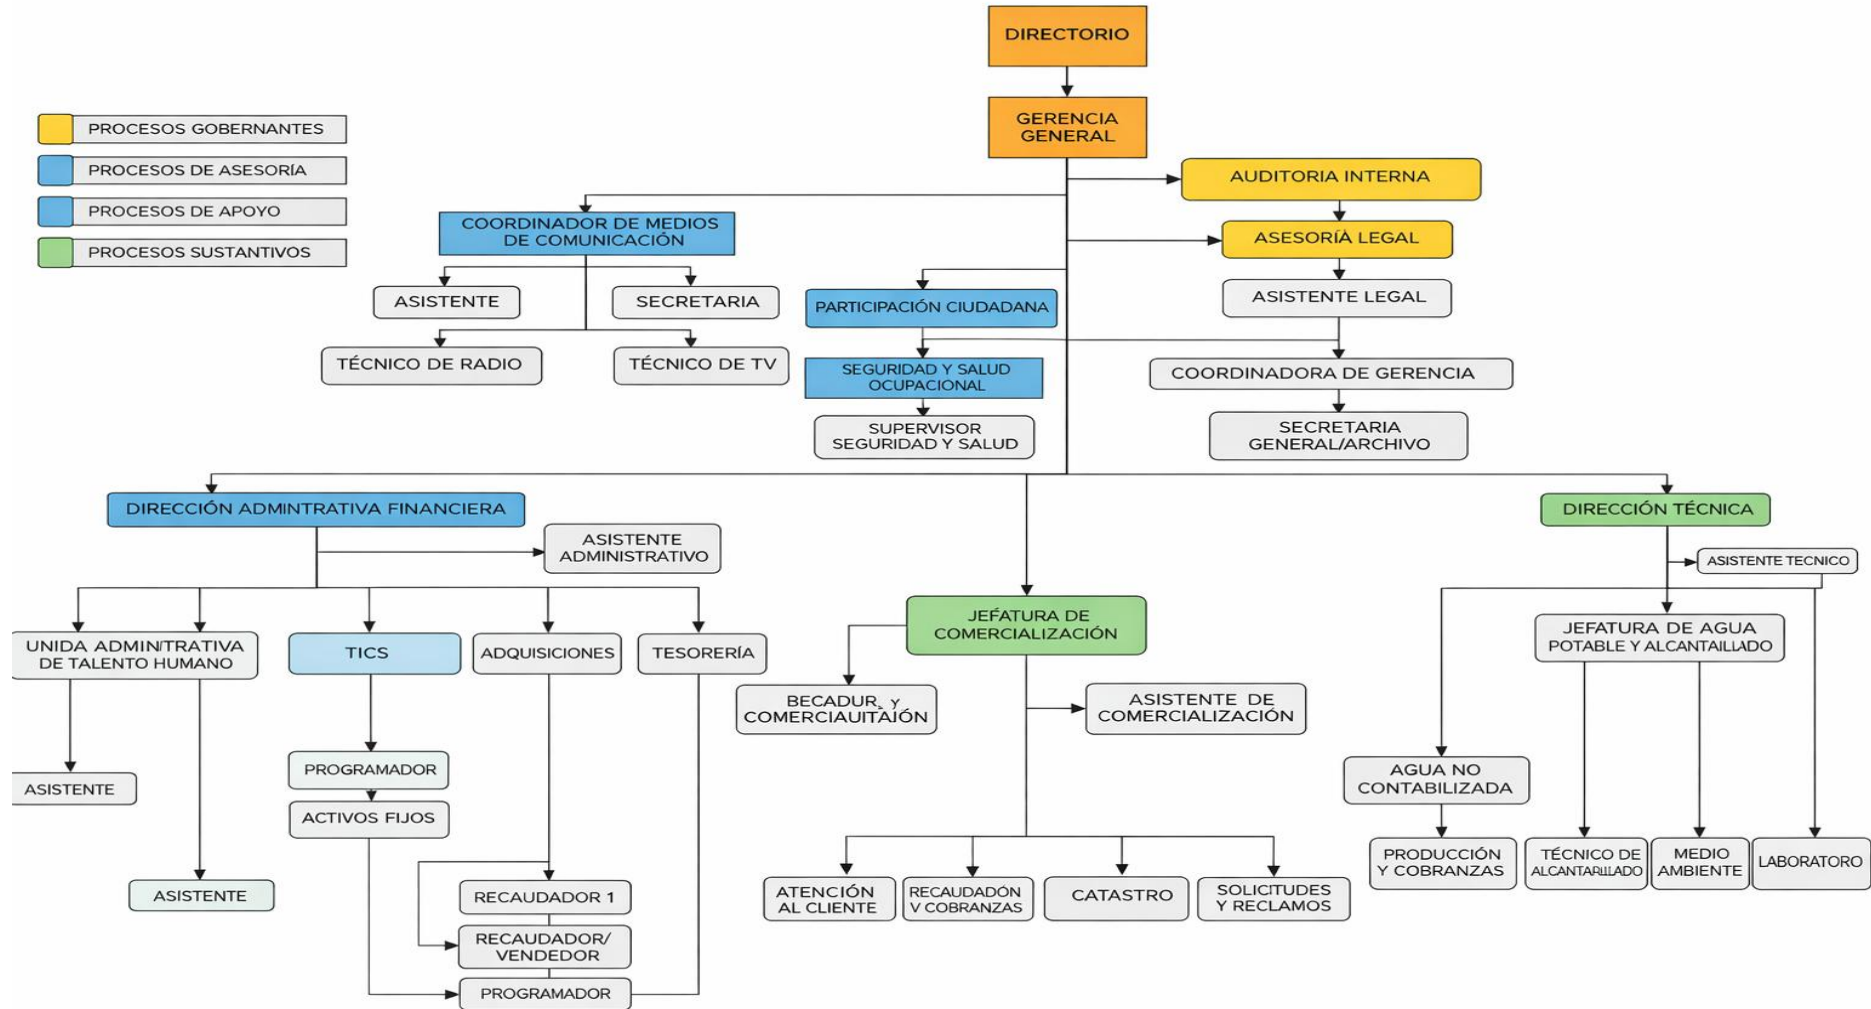 DIRECTORIO
GERENCIA
GENERAL
PROCESOS GOBERNANTES
PROCESOS DE ASESORÍA
PROCESOS DE APOYO
PROCESOS SUSTANTIVOS
AUDITORIA INTERNA
ASESORÍA LEGAL
ASISTENTE LEGAL
COORDINADORA DE GERENCIA
SECRETARIA
GENERAL/ARCHIVO
COORDINADOR DE MEDIOS
DE COMUNICACIÓN
ASISTENTE
SECRETARIA
TÉCNICO DE RADIO
TÉCNICO DE TV
PARTICIPACIÓN CIUDADANA
SEGURIDAD Y SALUD
OCUPACIONAL
SUPERVISOR
SEGURIDAD Y SALUD
DIRECCIÓN ADMINTRATIVA FINANCIERA
ASISTENTE
ADMINISTRATIVO
UNIDA ADMINITRATIVA
DE TALENTO HUMANO
TICS
ADQUISICIONES
TESORERÍA
ASISTENTE
ASISTENTE
PROGRAMADOR
ACTIVOS FIJOS
RECAUDADOR 1
RECAUDADOR/
VENDEDOR
PROGRAMADOR
JEFATURA DE
COMERCIALIZACIÓN
BECADUR, Y
ASISTENTE DE
COMERCIALIZACIÓN
ATENCIÓN
AL CLIENTE
RECAUDADÓN
V COBRANZAS
CATASTRO
SOLICITUDES
Y RECLAMOS
DIRECCIÓN TÉCNICA
ASISTENTE TECNICO
JEFATURA DE AGUA
POTABLE Y
AGUA NO
CONTABILIZADA
PRODUCCIÓN
Y COBRANZAS
TÉCNICO DE
MEDIO
AMBIENTE
LABORATORO